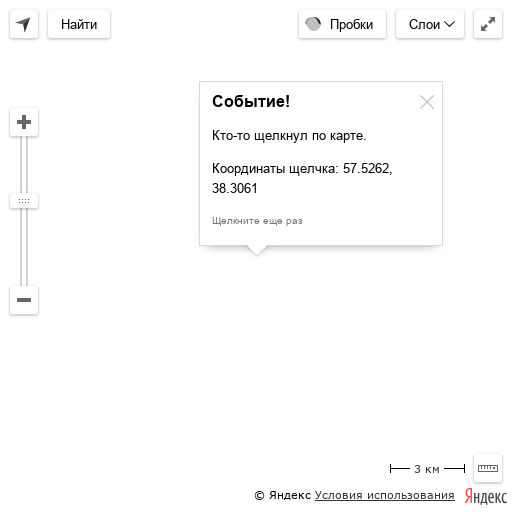 Найти
Пробки
Слои
Событие!
Кто-то щелкнул по карте.
Координаты щелчка: 57.5262,
38.3061
Щелкните еще раз
3 км
© Яндекс Условия использования
Яндекс